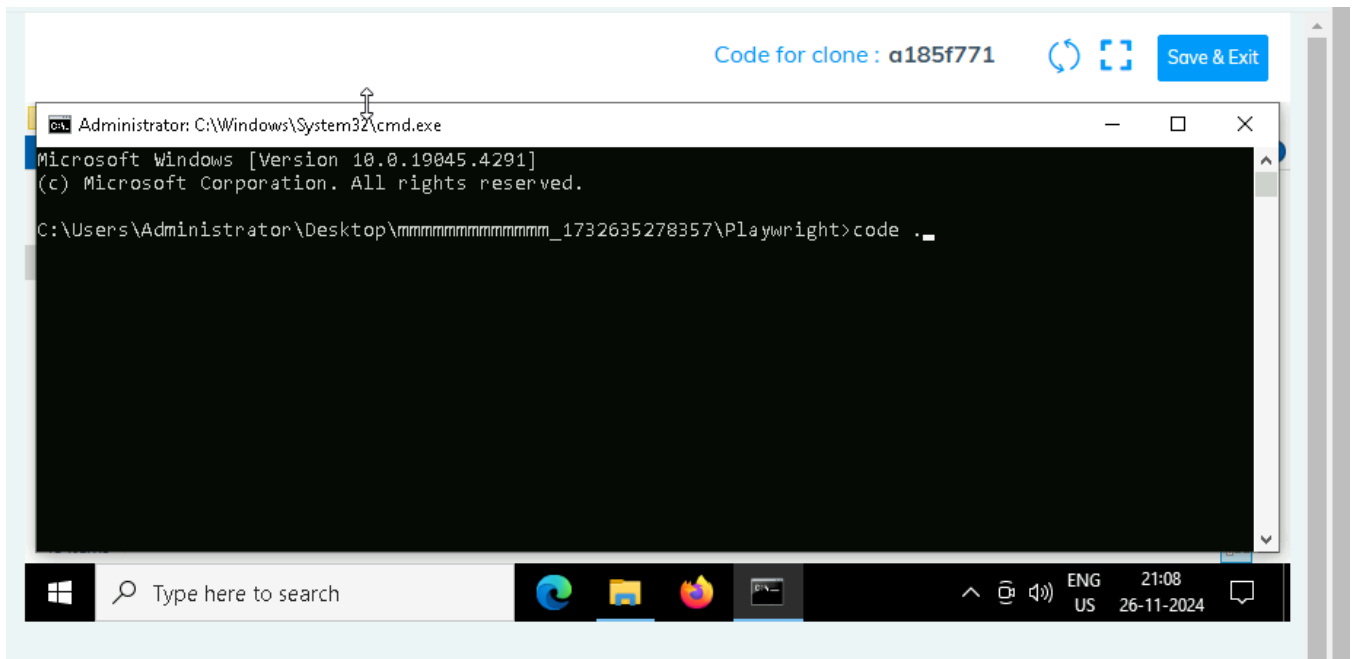 Code for clone : a185f771
Save & Exit
Administrator: C:\Windows\System32\cmd.exe
Microsoft Windows [Version 10.0.19045.4291]
(c) Microsoft Corporation. All rights reserved.
C:\Users\Administrator\Desktop\mmmmmmmmmmmmm_1732635278357\Playwright>code .
Type here to search
ENG
US
21:08
26-11-2024